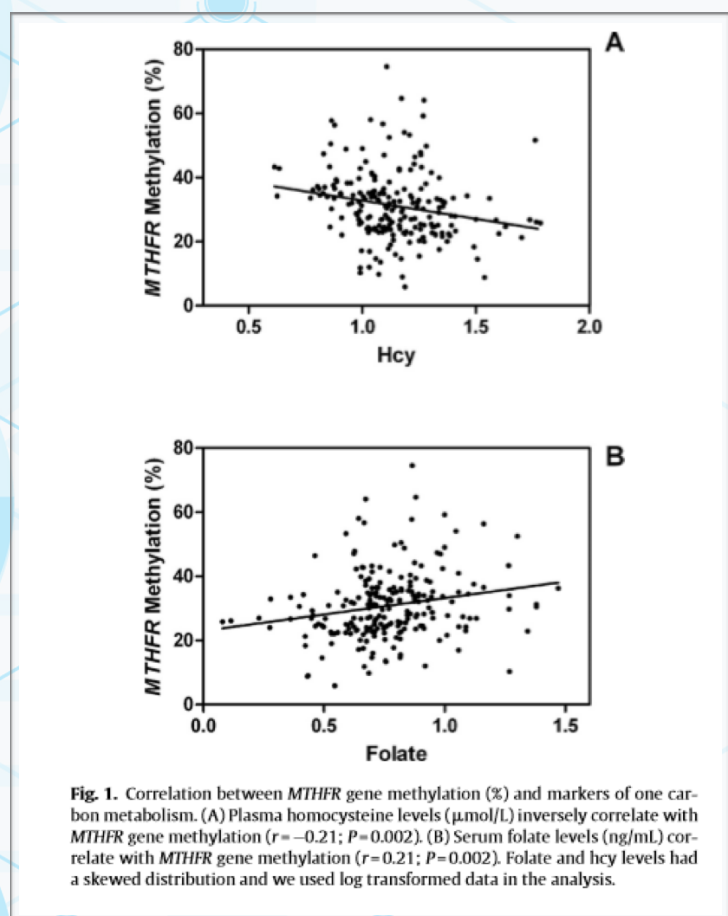 A
80
60
40
20
0
MTHFR Methylation (%)
0.5 1.0 1.5 2.0
Hcy
B
80
60
40
20
0
MTHFR Methylation (%)
0.0 0.5 1.0 1.5
Folate
Fig. 1. Correlation between MTHFR gene methylation (%) and markers of one car-
bon metabolism. (A) Plasma homocysteine levels (μmol/L) inversely correlate with
MTHFR gene methylation (r=−0.21; P=0.002). (B) Serum folate levels (ng/mL) cor-
relate with MTHFR gene methylation (r=0.21; P=0.002). Folate and hcy levels had
a skewed distribution and we used log transformed data in the analysis.